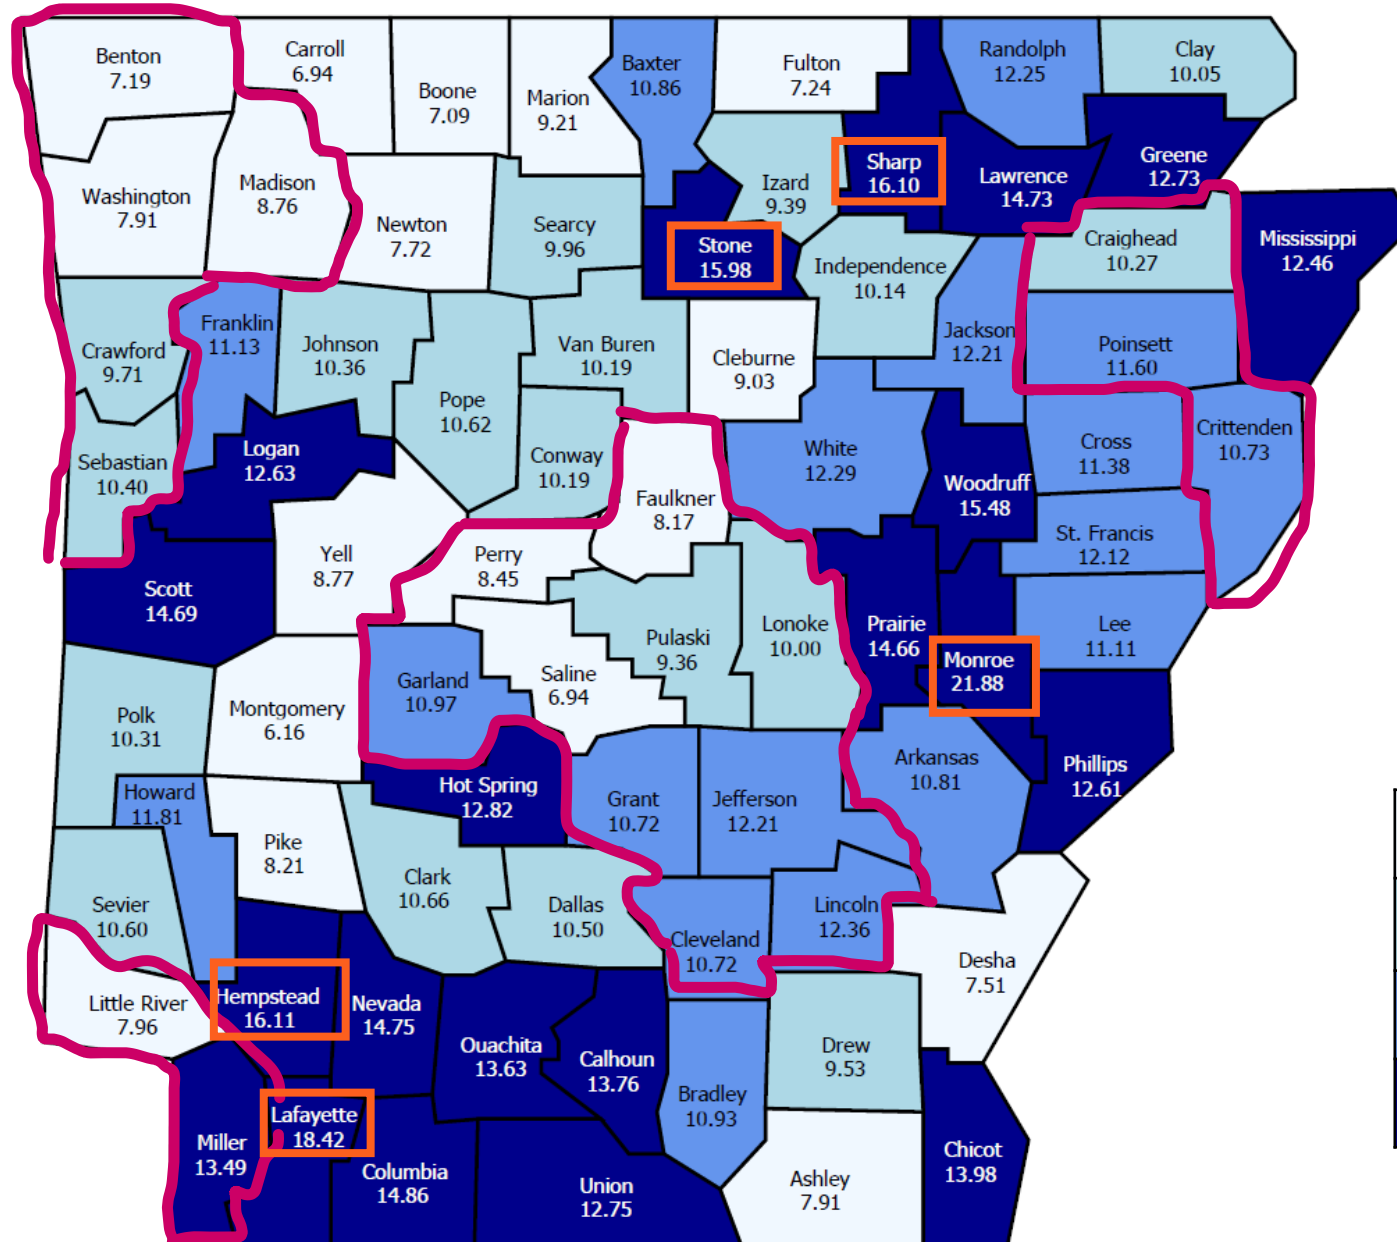 Benton
7.19
Carroll
6.94
Boone
7.09
Marion
9.21
Baxter
10.86
Fulton
7.24
Randolph
12.25
Clay
10.05
Washington
7.91
Madison
8.76
Newton
7.72
Searcy
9.96
Stone
15.98
Izard
9.39
Sharp
16.10
Lawrence
14.73
Greene
12.73
Craighead
10.27
Mississippi
12.46
Independence
10.14
Crawford
9.71
Franklin
11.13
Johnson
10.36
Van Buren
10.19
Cleburne
9.03
Jackson
12.21
Poinsett
11.60
Pope
10.62
Sebastian
10.40
Logan
12.63
Conway
10.19
Faulkner
8.17
White
12.29
Woodruff
15.48
Cross
11.38
Crittenden
10.73
St. Francis
12.12
Scott
14.69
Yell
8.77
Perry
8.45
Pulaski
9.36
Lonoke
10.00
Prairie
14.66
Monroe
21.88
Lee
11.11
Polk
10.31
Montgomery
6.16
Garland
10.97
Saline
6.94
Hot Spring
12.82
Grant
10.72
Jefferson
12.21
Arkansas
10.81
Phillips
12.61
Howard
11.81
Pike
8.21
Clark
10.66
Dallas
10.50
Cleveland
10.72
Lincoln
12.36
Desha
7.51
Sevier
10.60
Little River
7.96
Hempstead
16.11
Nevada
14.75
Ouachita
13.63
Calhoun
13.76
Bradley
10.93
Drew
9.53
Miller
13.49
Lafayette
18.42
Columbia
14.86
Union
12.75
Ashley
7.91
Chicot
13.98